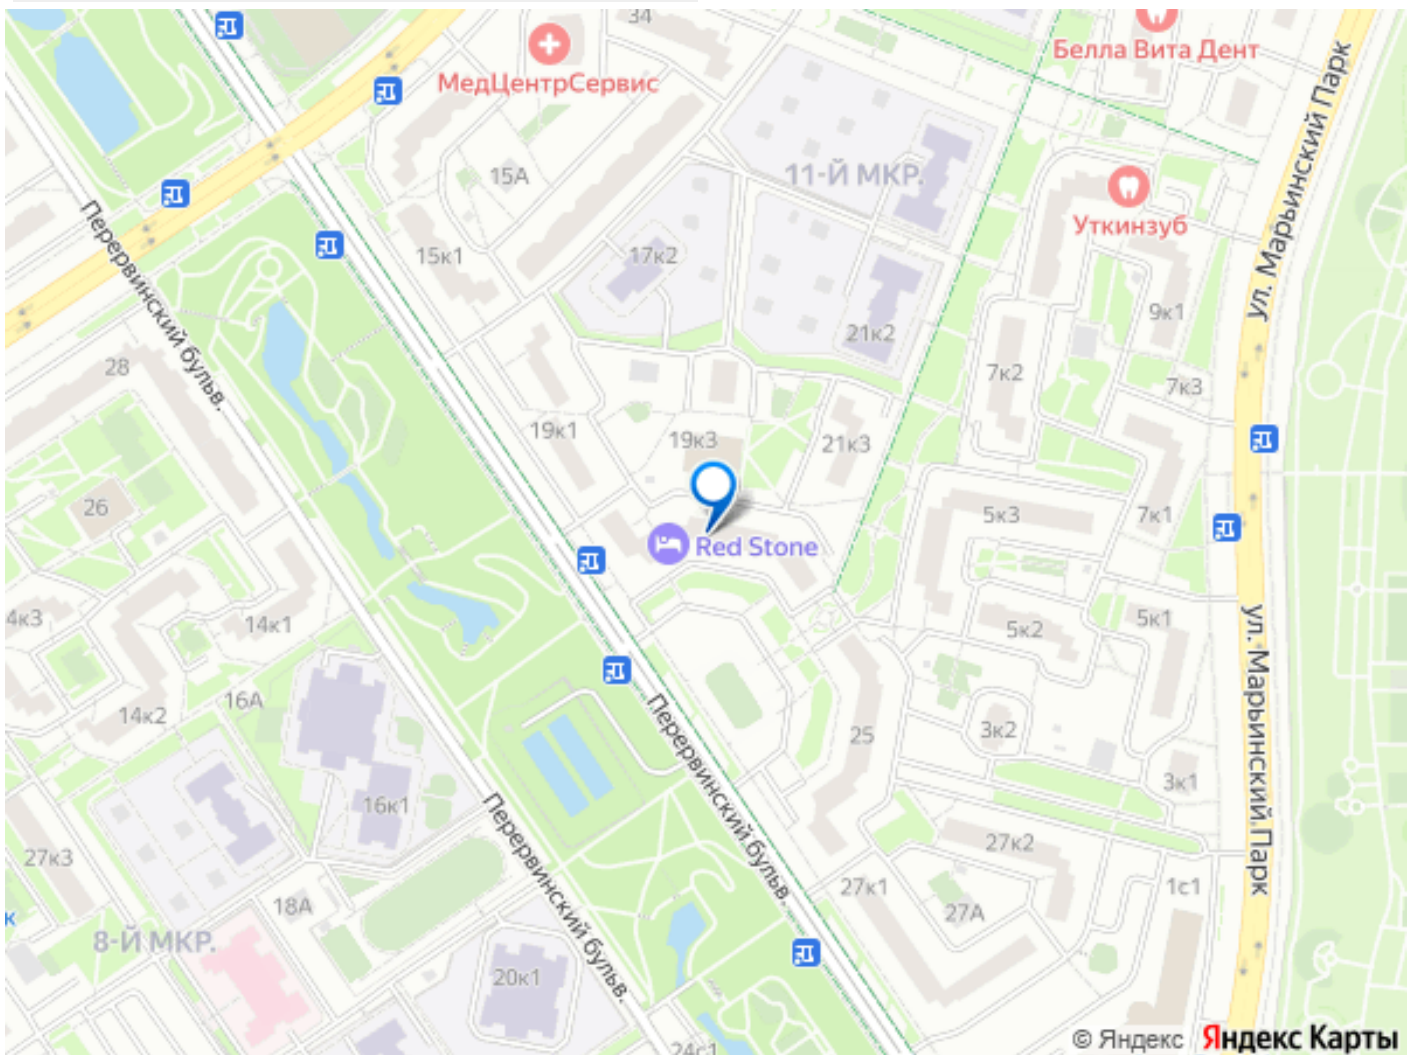 34
МедЦентрСервис
Белла Вита Дент
ул. Марьинский Парк
15А
11-Й МКР.
Уткинзуб
Перервинский бульв.
15к1
17к2
21к2
9к1
28
7к2
7к3
19к1
19к3
21к3
26
5к3
7к1
Red Stone
4к3
14к1
5к2
5к1
ул. Марьинский Парк
16А
14к2
Перервинский бульв.
25
3к2
3к1
16к1
Перервинский бульв.
27к3
27к2
27к1
1с1
18А
27А
к
8-Й МКР.
20к1
24с1
© Яндекс Яндекс Карты